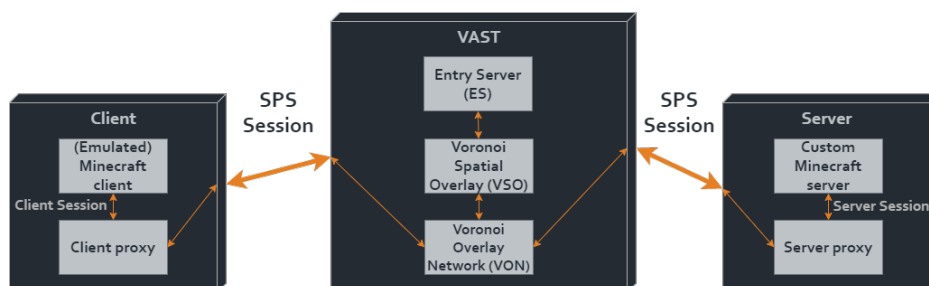 VAST
Entry Server
(ES)
Voronoi
Spatial
Overlay (VSO)
Voronoi
Overlay
Network (VON)
SPS
Session
SPS
Session
Client
(Emulated)
Minecraft
client
Client Session
Client proxy
Server
Custom
Minecraft
server
Server Session
Server proxy